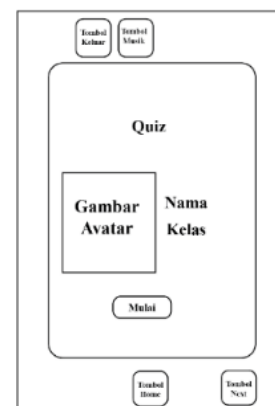 Tombol Tombol
Keluar Musik
Quiz
Gambar
Avatar
Nama
Kelas
Mulai
Tombol Tombol
Home Next